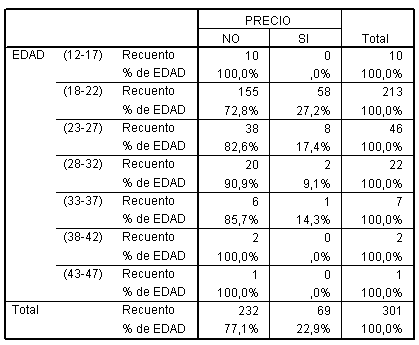 PRECIO
NO SI Total
EDAD (12-17) Recuento 10 0 10
% de EDAD 100,0% ,0% 100,0%
(18-22) Recuento 155 58 213
% de EDAD 72,8% 27,2% 100,0%
(23-27) Recuento 38 8 46
% de EDAD 82,6% 17,4% 100,0%
(28-32) Recuento 20 2 22
% de EDAD 90,9% 9,1% 100,0%
(33-37) Recuento 6 1 7
% de EDAD 85,7% 14,3% 100,0%
(38-42) Recuento 2 0 2
% de EDAD 100,0% ,0% 100,0%
(43-47) Recuento 1 0 1
% de EDAD 100,0% ,0% 100,0%
Total Recuento 232 69 301
% de EDAD 77,1% 22,9% 100,0%